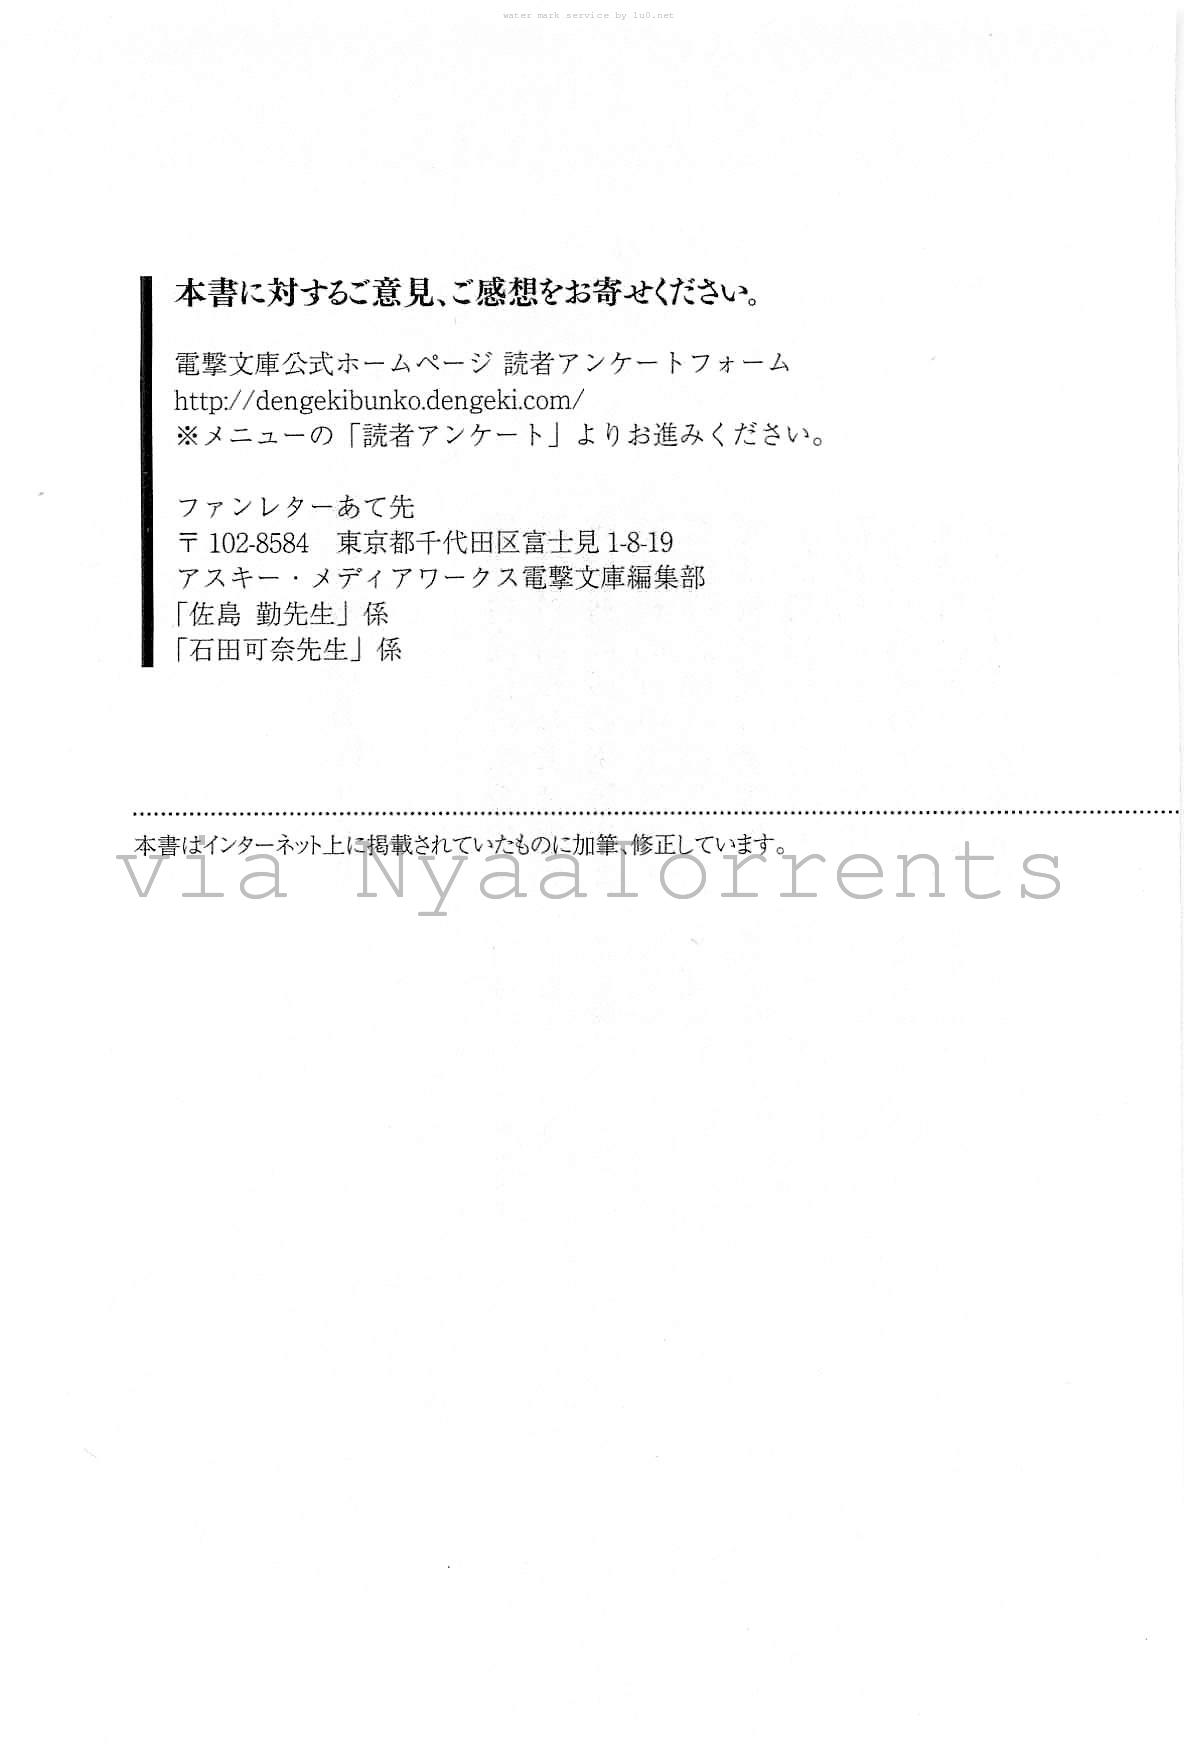 water mark service by lu0.net
本書に対するご意見、ご感想をお寄せください。
電撃文庫公式ホームページ 読者アンケートフォーム
http://dengekibunko.dengeki.com/
※メニューの「読者アンケート」よりお進みください。
ファンレターあて先
〒102-8584　東京都千代田区富士見1-8-19
アスキー・メディアワークス電撃文庫編集部
「佐島 勤先生」係
「石田可奈先生」係
本書はインターネット上に掲載されていたものに加筆、修正しています。
via NyaaTorrents